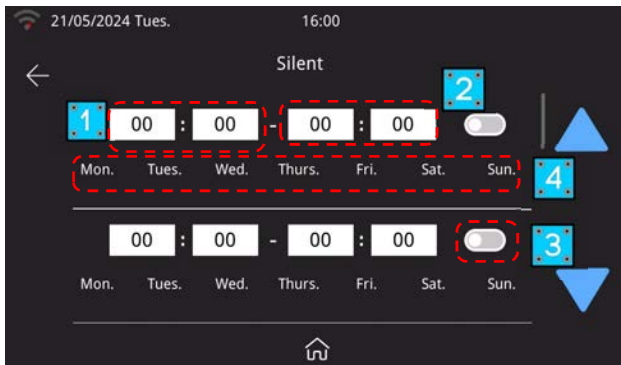 21/05/2024 Tues. 16:00
Silent
2
1 00 : 00 - 00 : 00
Mon. Tues. Wed. Thurs. Fri. Sat. Sun. 4
00 : 00 - 00 : 00 3
Mon. Tues. Wed. Thurs. Fri. Sat. Sun.